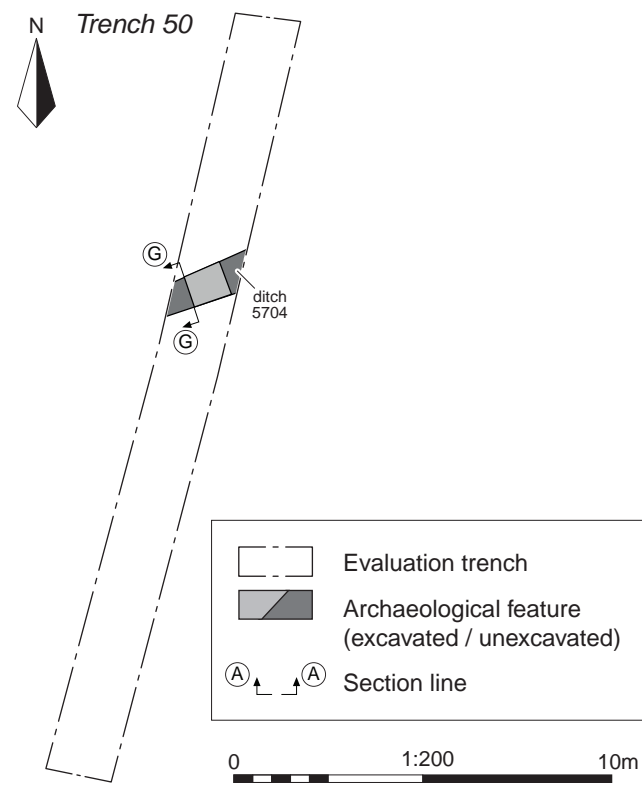 N Trench 50
G
ditch
5704
G
Evaluation trench
Archaeological feature
(excavated / unexcavated)
A A Section line
0 1:200 10m